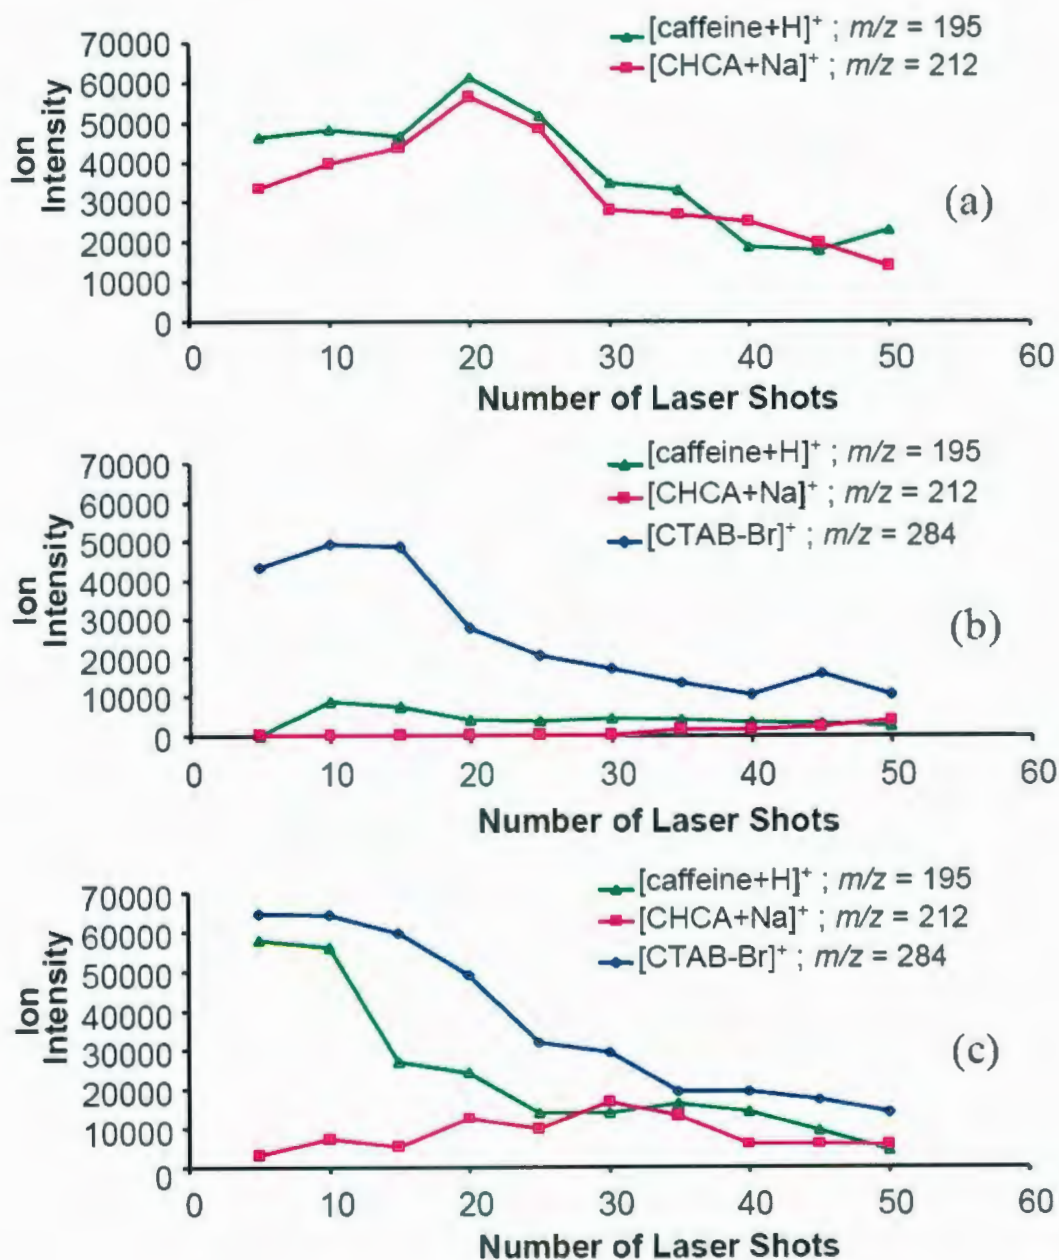 [caffeine+H]⁺ ; m/z = 195
[CHCA+Na]⁺ ; m/z = 212
Ion
Intensity
70000
60000
50000
40000
30000
20000
10000
0
0 10 20 30 40 50 60
Number of Laser Shots
(a)
[caffeine+H]⁺ ; m/z = 195
[CHCA+Na]⁺ ; m/z = 212
[CTAB-Br]⁺ ; m/z = 284
Ion
Intensity
70000
60000
50000
40000
30000
20000
10000
0
0 10 20 30 40 50 60
Number of Laser Shots
(b)
[caffeine+H]⁺ ; m/z = 195
[CHCA+Na]⁺ ; m/z = 212
[CTAB-Br]⁺ ; m/z = 284
Ion
Intensity
70000
60000
50000
40000
30000
20000
10000
0
0 10 20 30 40 50 60
Number of Laser Shots
(c)